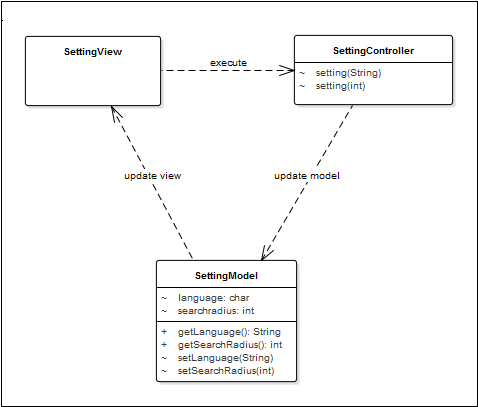 SettingView
execute
SettingController
~ setting(String)
~ setting(int)
update view
update model
SettingModel
~ language: char
~ searchradius: int
+ getLanguage(): String
+ getSearchRadius(): int
~ setLanguage(String)
~ setSearchRadius(int)